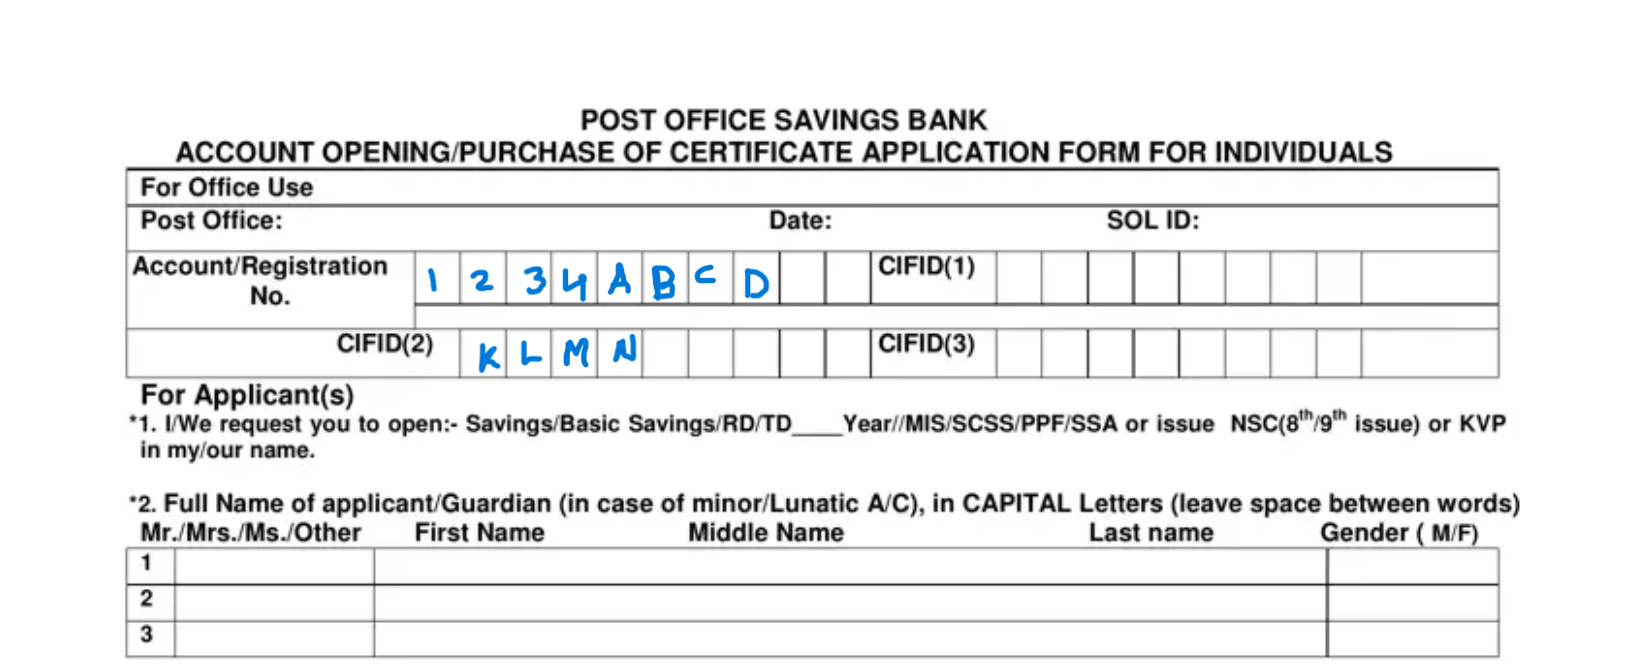 POST OFFICE SAVINGS BANK
ACCOUNT OPENING/PURCHASE OF CERTIFICATE APPLICATION FORM FOR INDIVIDUALS
For Office Use
Post Office: Date: SOL ID:
Account/Registration No. 1 2 3 4 A B C D CIFID(1)
CIFID(2) K L M N CIFID(3)
For Applicant(s)
*1. I/We request you to open:- Savings/Basic Savings/RD/TD____Year//MIS/SCSS/PPF/SSA or issue NSC(8th/9th issue) or KVP
in my/our name.
*2. Full Name of applicant/Guardian (in case of minor/Lunatic A/C), in CAPITAL Letters (leave space between words)
Mr./Mrs./Ms./Other First Name Middle Name Last name Gender ( M/F)
1
2
3